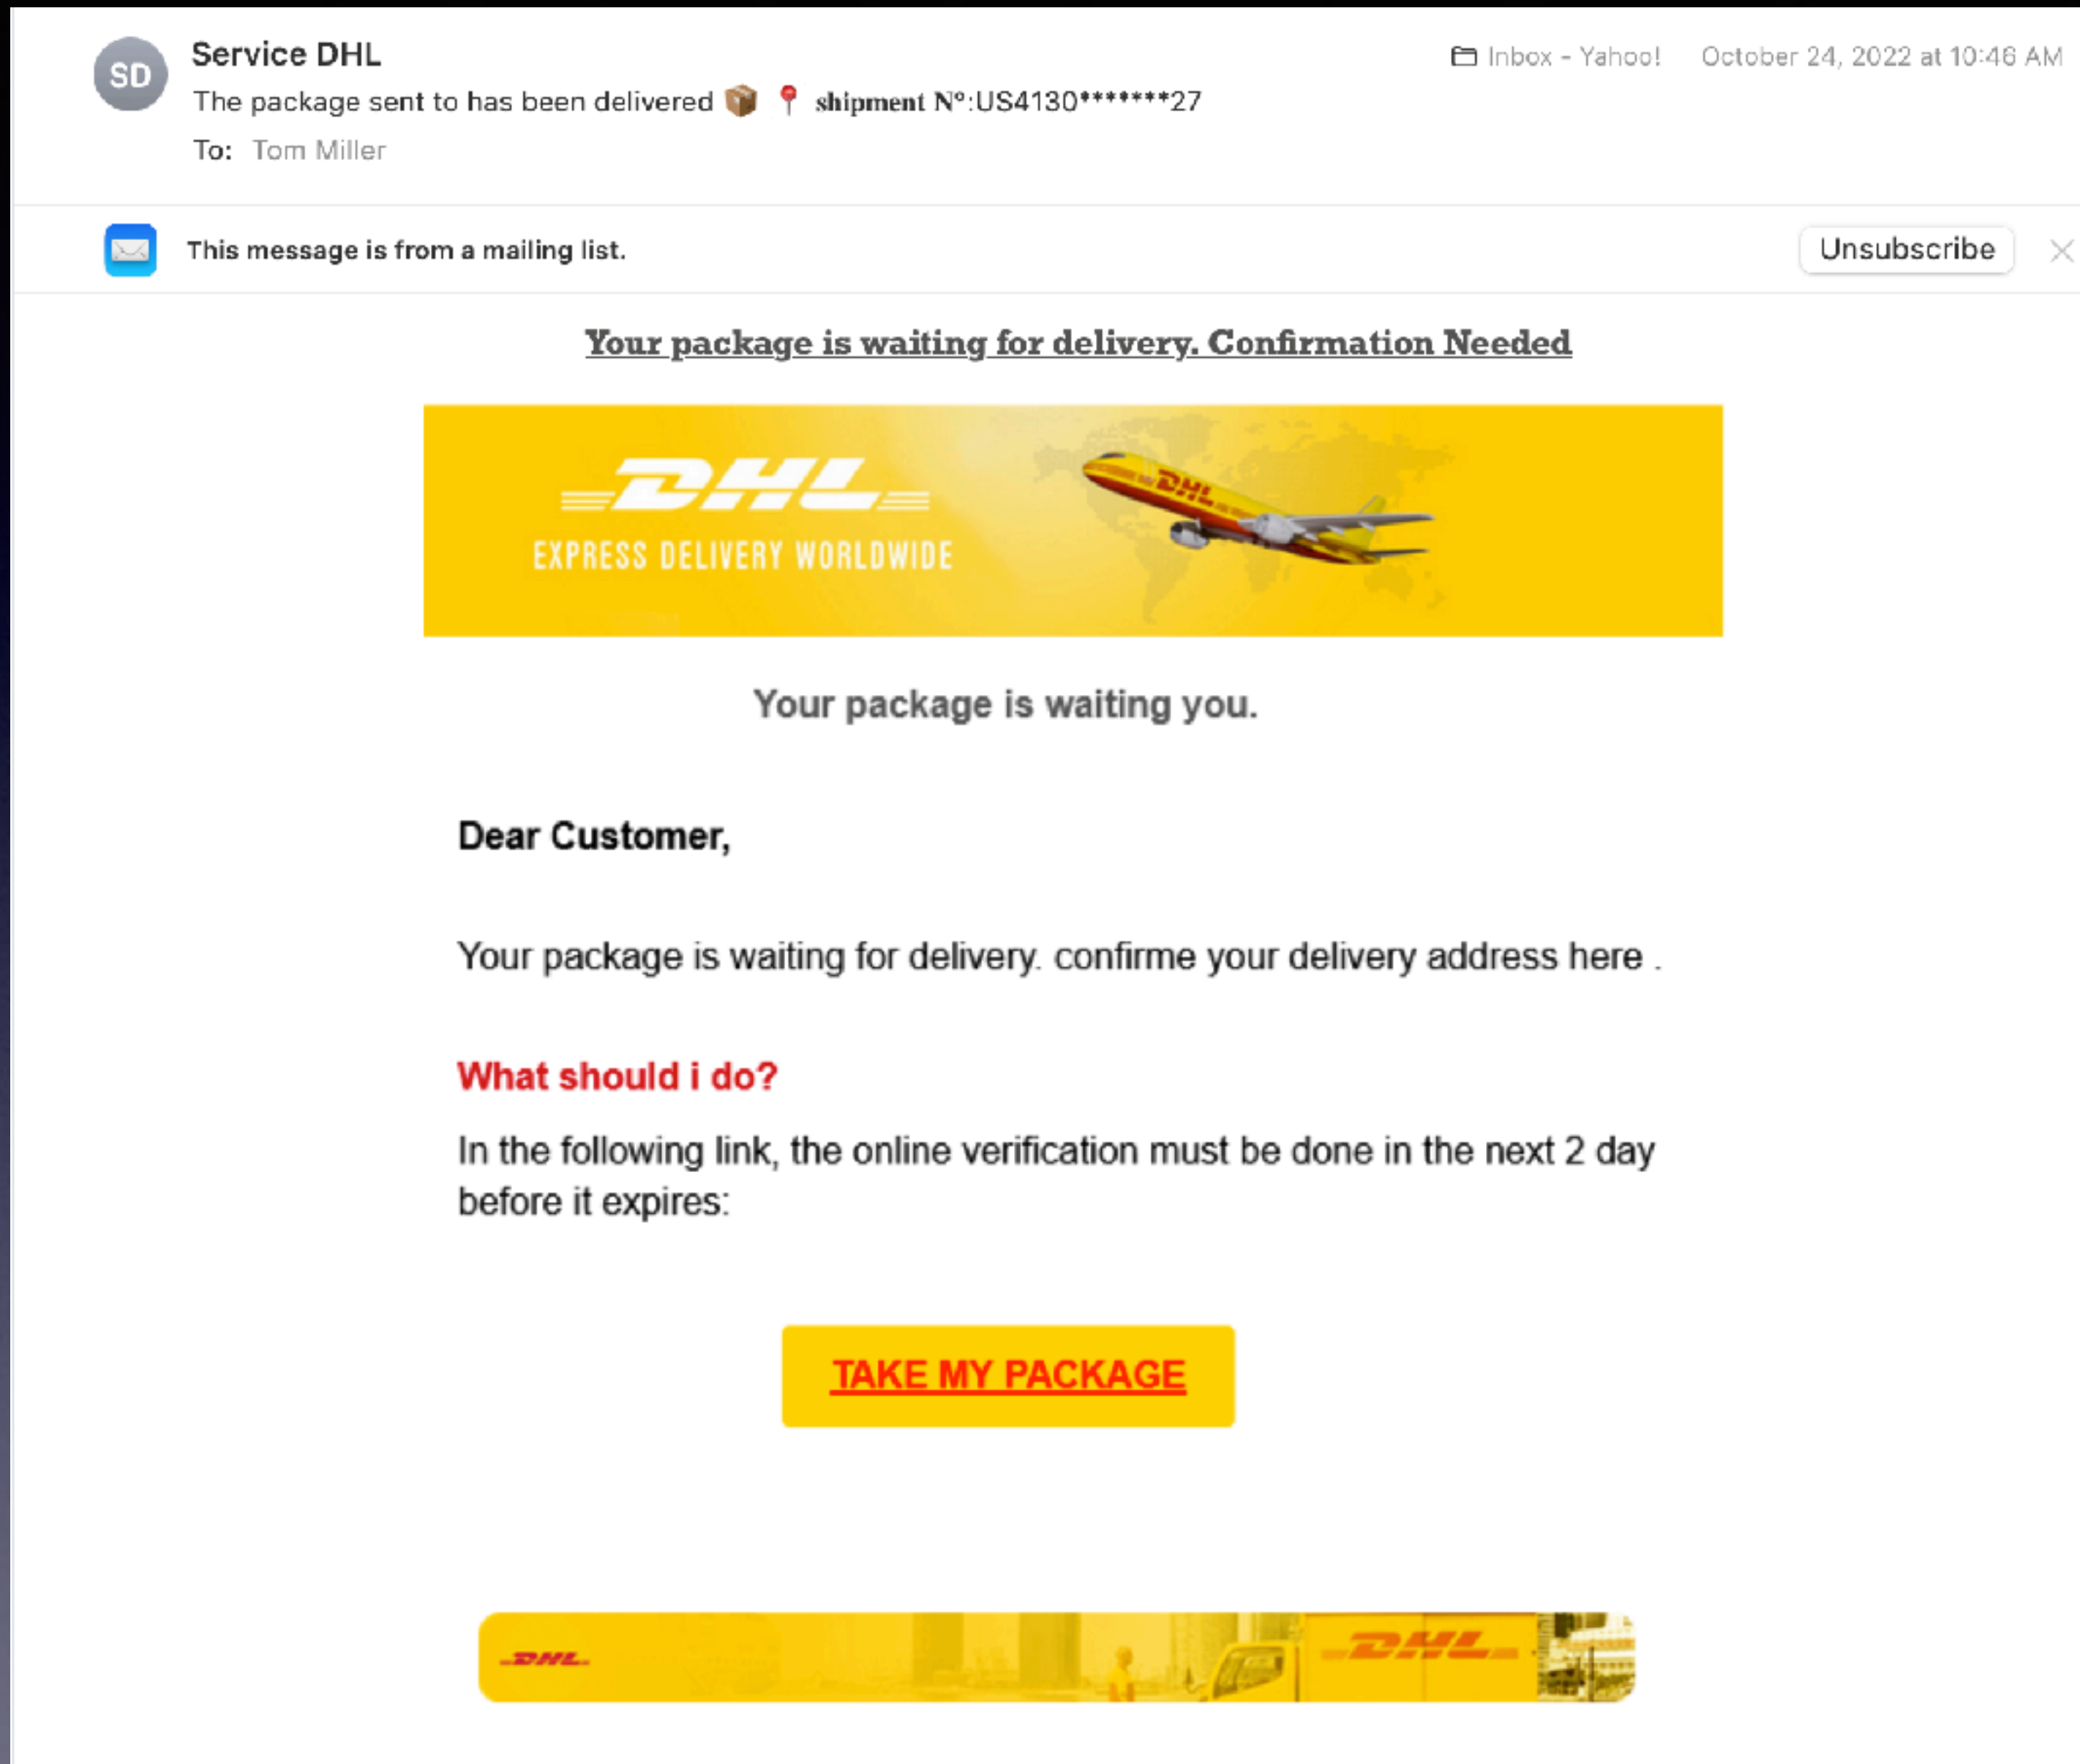 SD
Service DHL
Inbox - Yahoo! October 24, 2022 at 10:46 AM
The package sent to has been delivered 📦 📍 shipment N°:US4130*******27
To: Tom Miller
This message is from a mailing list.
Unsubscribe
Your package is waiting for delivery. Confirmation Needed
DHL
DHL
EXPRESS DELIVERY WORLDWIDE
Your package is waiting you.
Dear Customer,
Your package is waiting for delivery. confirme your delivery address here .
What should i do?
In the following link, the online verification must be done in the next 2 day
before it expires:
TAKE MY PACKAGE
DHL
DHL